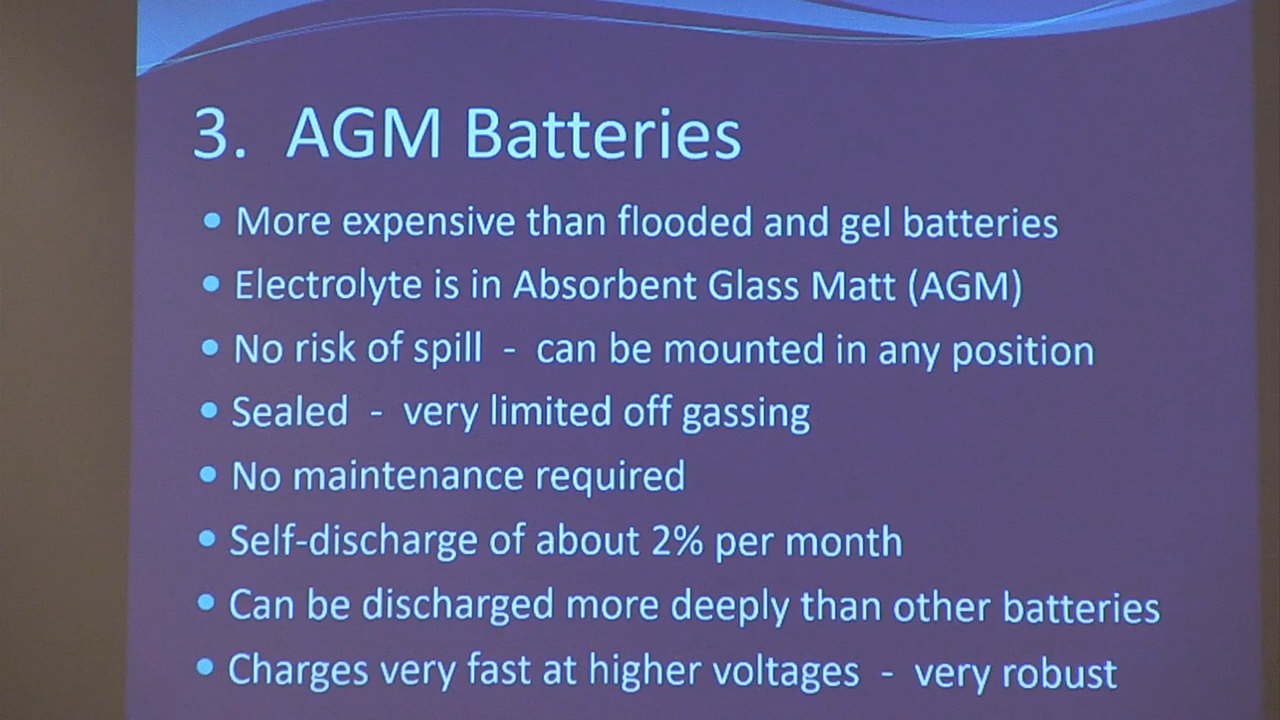 3. AGM Batteries
• More expensive than flooded and gel batteries
• Electrolyte is in Absorbent Glass Matt (AGM)
• No risk of spill - can be mounted in any position
• Sealed - very limited off gassing
• No maintenance required
• Self-discharge of about 2% per month
• Can be discharged more deeply than other batteries
• Charges very fast at higher voltages - very robust